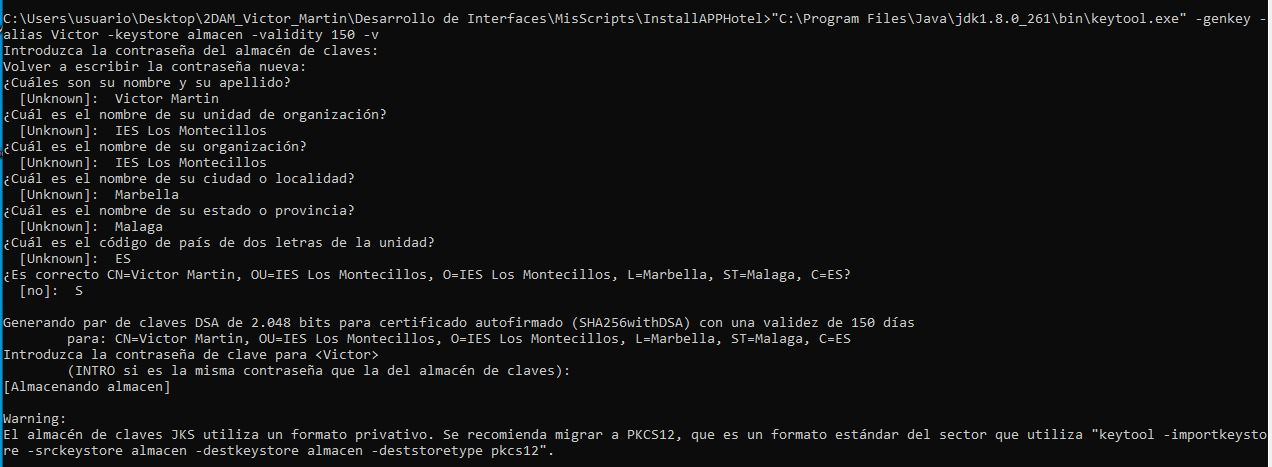 C:\Users\usuario\Desktop\2DAM_Victor_Martin\Desarrollo de Interfaces\MisScripts\InstallAPPHotel>"C:\Program Files\Java\jdk1.8.0_261\bin\keytool.exe" -genkey -
alias Victor -keystore almacen -validity 150 -v
Introduzca la contraseña del almacén de claves:
Volver a escribir la contraseña nueva:
¿Cuáles son su nombre y su apellido?
  [Unknown]:  Victor Martin
¿Cuál es el nombre de su unidad de organización?
  [Unknown]:  IES Los Montecillos
¿Cuál es el nombre de su organización?
  [Unknown]:  IES Los Montecillos
¿Cuál es el nombre de su ciudad o localidad?
  [Unknown]:  Marbella
¿Cuál es el nombre de su estado o provincia?
  [Unknown]:  Malaga
¿Cuál es el código de país de dos letras de la unidad?
  [Unknown]:  ES
¿Es correcto CN=Victor Martin, OU=IES Los Montecillos, O=IES Los Montecillos, L=Marbella, ST=Malaga, C=ES?
  [no]:  S
Generando par de claves DSA de 2.048 bits para certificado autofirmado (SHA256withDSA) con una validez de 150 días
        para: CN=Victor Martin, OU=IES Los Montecillos, O=IES Los Montecillos, L=Marbella, ST=Malaga, C=ES
Introduzca la contraseña de clave para <Victor>
        (INTRO si es la misma contraseña que la del almacén de claves):
[Almacenando almacen]
Warning:
El almacén de claves JKS utiliza un formato privativo. Se recomienda migrar a PKCS12, que es un formato estándar del sector que utiliza "keytool -importkeysto
re -srckeystore almacen -destkeystore almacen -deststoretype pkcs12".